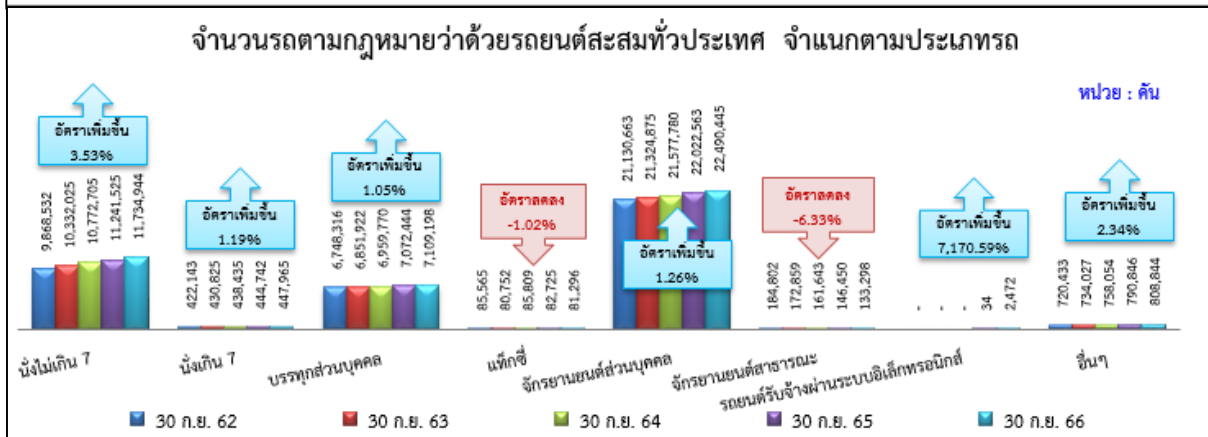 จำนวนรถตามกฎหมายว่าด้วยรถยนต์สะสมทั่วประเทศ จำแนกตามประเภทรถ
หน่วย : คัน
อัตราเพิ่มขึ้น
3.53%
9,868,532
10,332,025
10,772,705
11,241,525
11,734,944
อัตราเพิ่มขึ้น
1.19%
422,143
430,825
438,435
444,742
447,965
อัตราเพิ่มขึ้น
1.05%
6,748,316
6,851,922
6,959,770
7,072,444
7,109,198
อัตราลดลง
-1.02%
85,565
80,752
85,809
82,725
81,296
21,130,663
21,324,875
21,577,780
22,022,563
22,490,445
อัตราเพิ่มขึ้น
1.26%
อัตราลดลง
-6.33%
184,802
172,859
161,643
146,450
133,298
อัตราเพิ่มขึ้น
7,170.59%
-
-
-
34
2,472
อัตราเพิ่มขึ้น
2.34%
720,433
734,027
758,054
790,846
808,844
นั่งไม่เกิน 7
นั่งเกิน 7
บรรทุกส่วนบุคคล
แท็กซี่
จักรยานยนต์ส่วนบุคคล
จักรยานยนต์สาธารณะ
รถยนต์รับจ้างผ่านระบบอิเล็กทรอนิกส์
อื่นๆ
30 ก.ย. 62
30 ก.ย. 63
30 ก.ย. 64
30 ก.ย. 65
30 ก.ย. 66